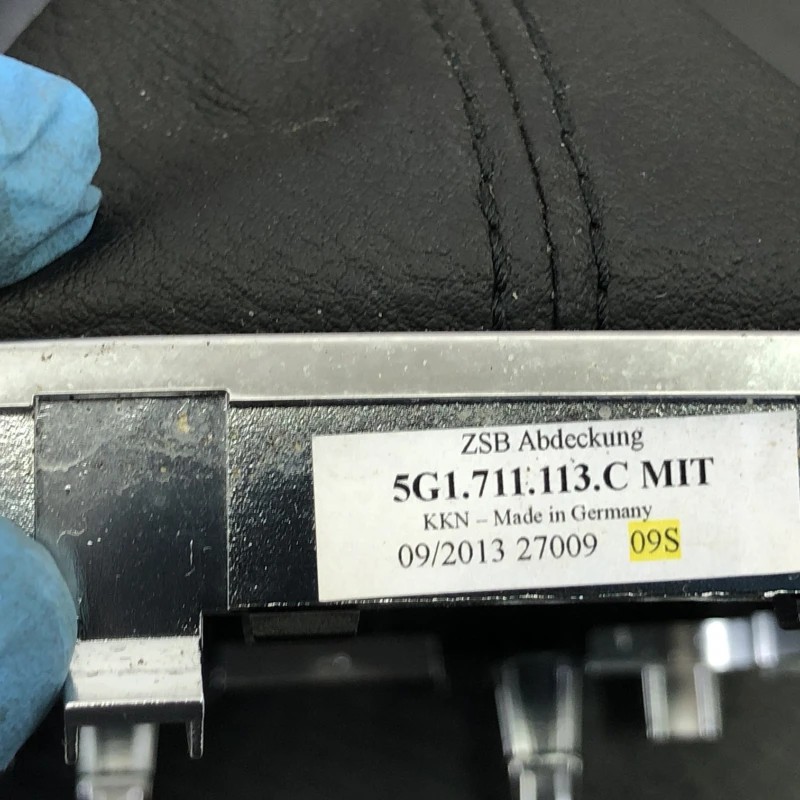 ZSB Abdeckung
5G1.711.113.C MIT
KKN – Made in Germany
09/2013 27009 09S